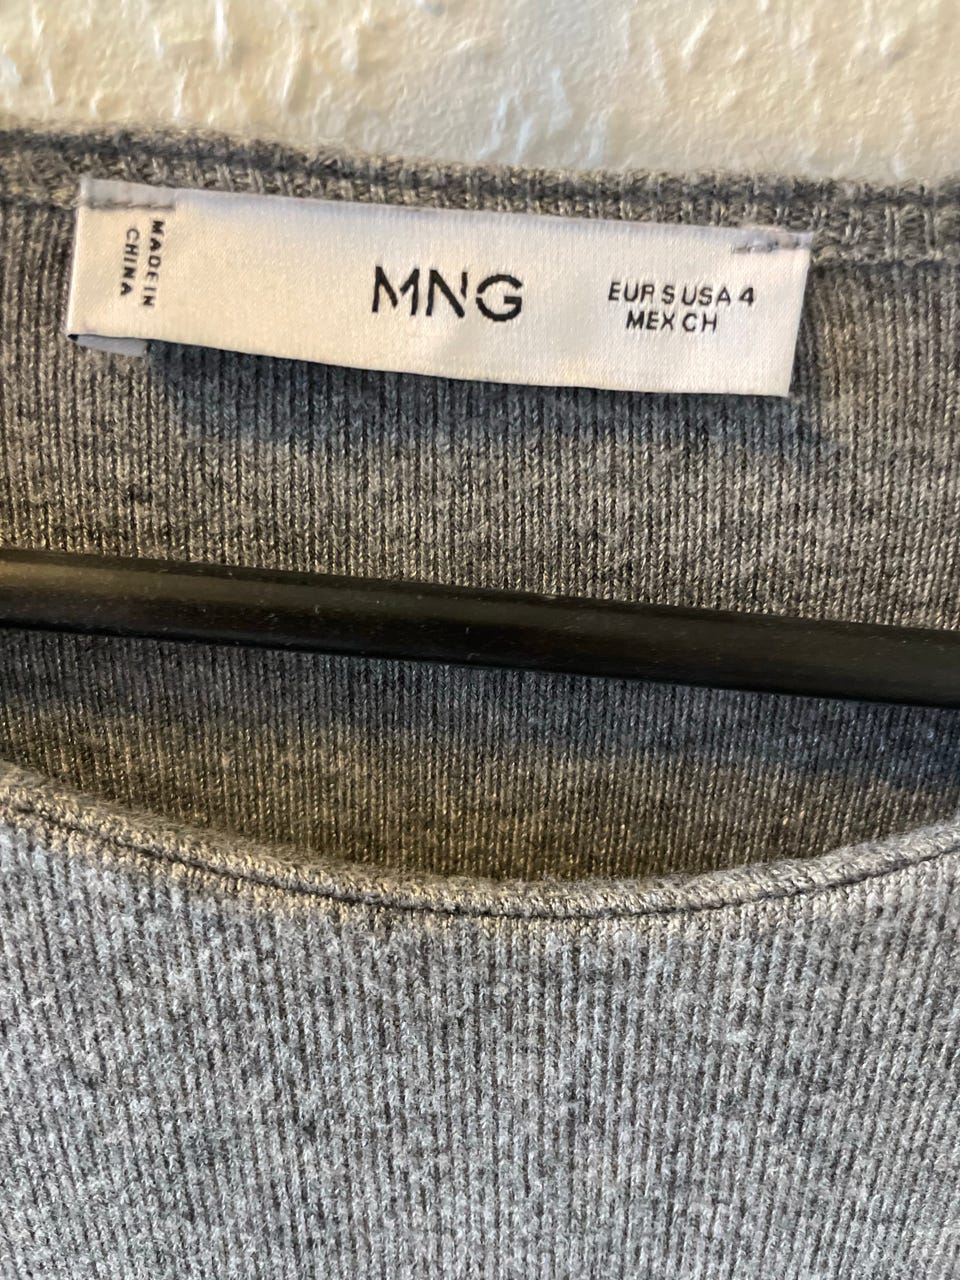 MADE IN
CHINA
MNG
EUR S USA 4
MEX CH